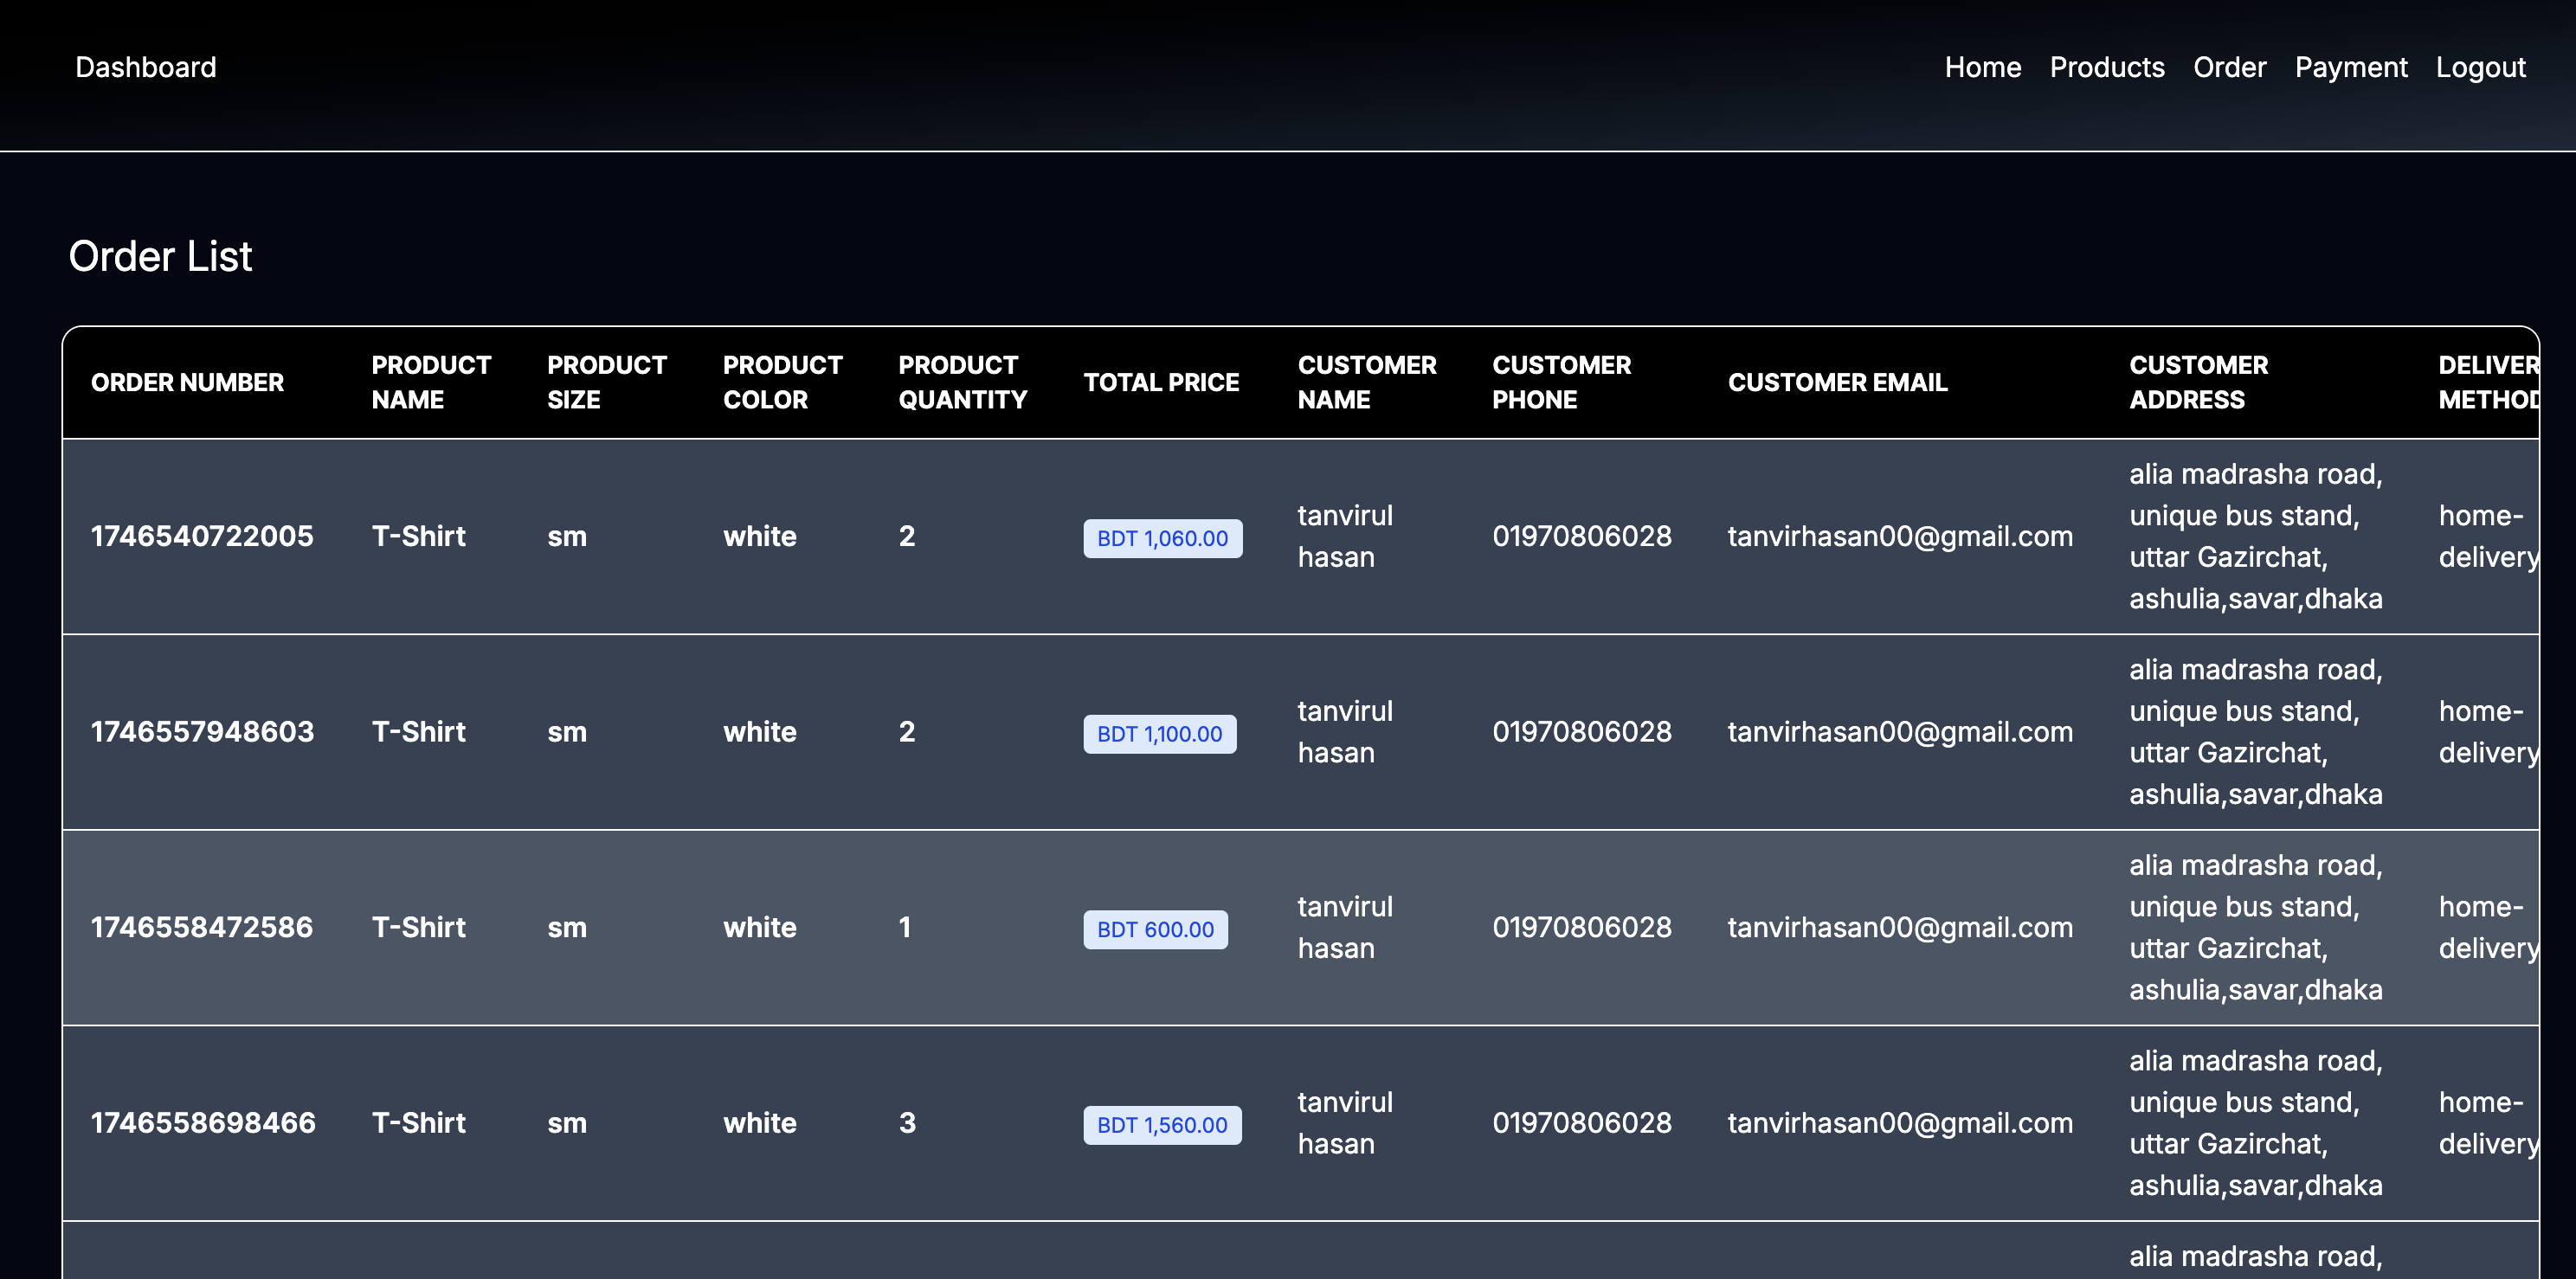 Dashboard
Home Products Order Payment Logout
Order List
ORDER NUMBER
PRODUCT
NAME
PRODUCT
SIZE
PRODUCT
COLOR
PRODUCT
QUANTITY
TOTAL PRICE
CUSTOMER
NAME
CUSTOMER
PHONE
CUSTOMER EMAIL
CUSTOMER
ADDRESS
DELIVER
METHOD
1746540722005
T-Shirt
sm
white
2
BDT 1,060.00
tanvirul
hasan
01970806028
tanvirhasan00@gmail.com
alia madrasha road,
unique bus stand,
uttar Gazirchat,
ashulia,savar,dhaka
home-
delivery
1746557948603
T-Shirt
sm
white
2
BDT 1,100.00
tanvirul
hasan
01970806028
tanvirhasan00@gmail.com
alia madrasha road,
unique bus stand,
uttar Gazirchat,
ashulia,savar,dhaka
home-
delivery
1746558472586
T-Shirt
sm
white
1
BDT 600.00
tanvirul
hasan
01970806028
tanvirhasan00@gmail.com
alia madrasha road,
unique bus stand,
uttar Gazirchat,
ashulia,savar,dhaka
home-
delivery
1746558698466
T-Shirt
sm
white
3
BDT 1,560.00
tanvirul
hasan
01970806028
tanvirhasan00@gmail.com
alia madrasha road,
unique bus stand,
uttar Gazirchat,
ashulia,savar,dhaka
home-
delivery
alia madrasha road,